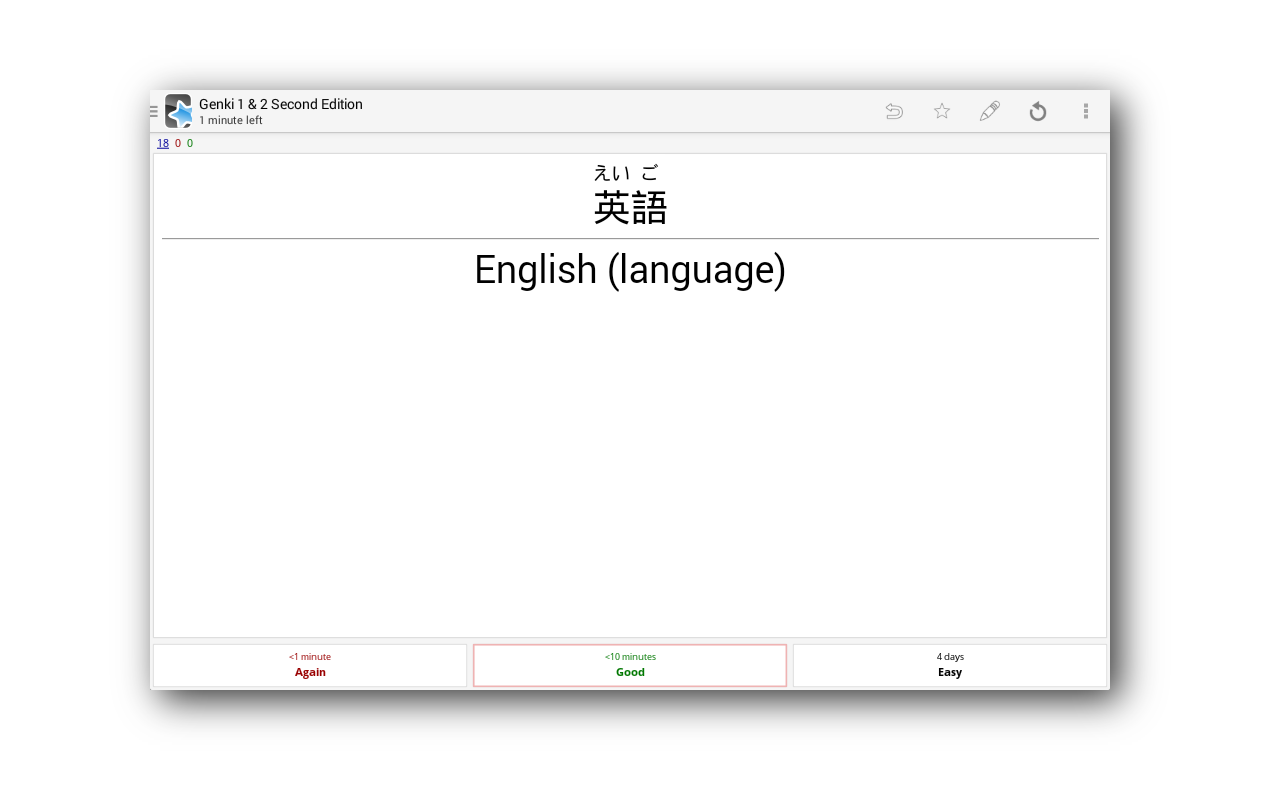 Genki 1 & 2 Second Edition
1 minute left
18 0 0
えい ご
英語
English (language)
<1 minute
Again
<10 minutes
Good
4 days
Easy